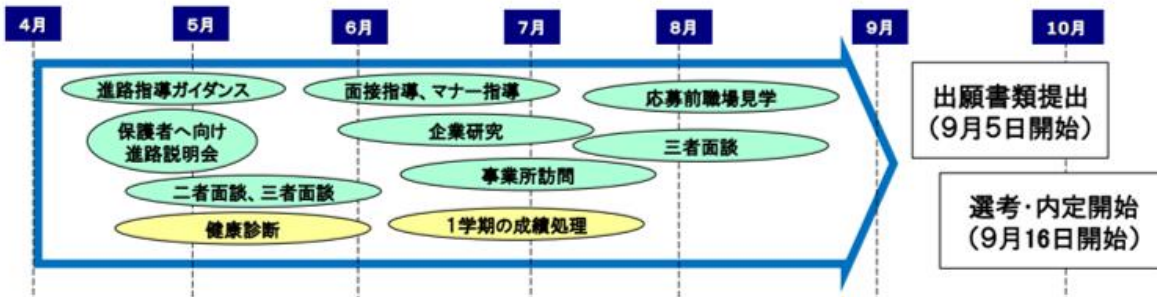 4月
5月
6月
7月
8月
9月
10月
進路指導ガイダンス
保護者へ向け
進路説明会
二者面談、三者面談
健康診断
面接指導、マナー指導
企業研究
事業所訪問
1学期の成績処理
応募前職場見学
三者面談
出願書類提出
(9月5日開始)
選考・内定開始
(9月16日開始)